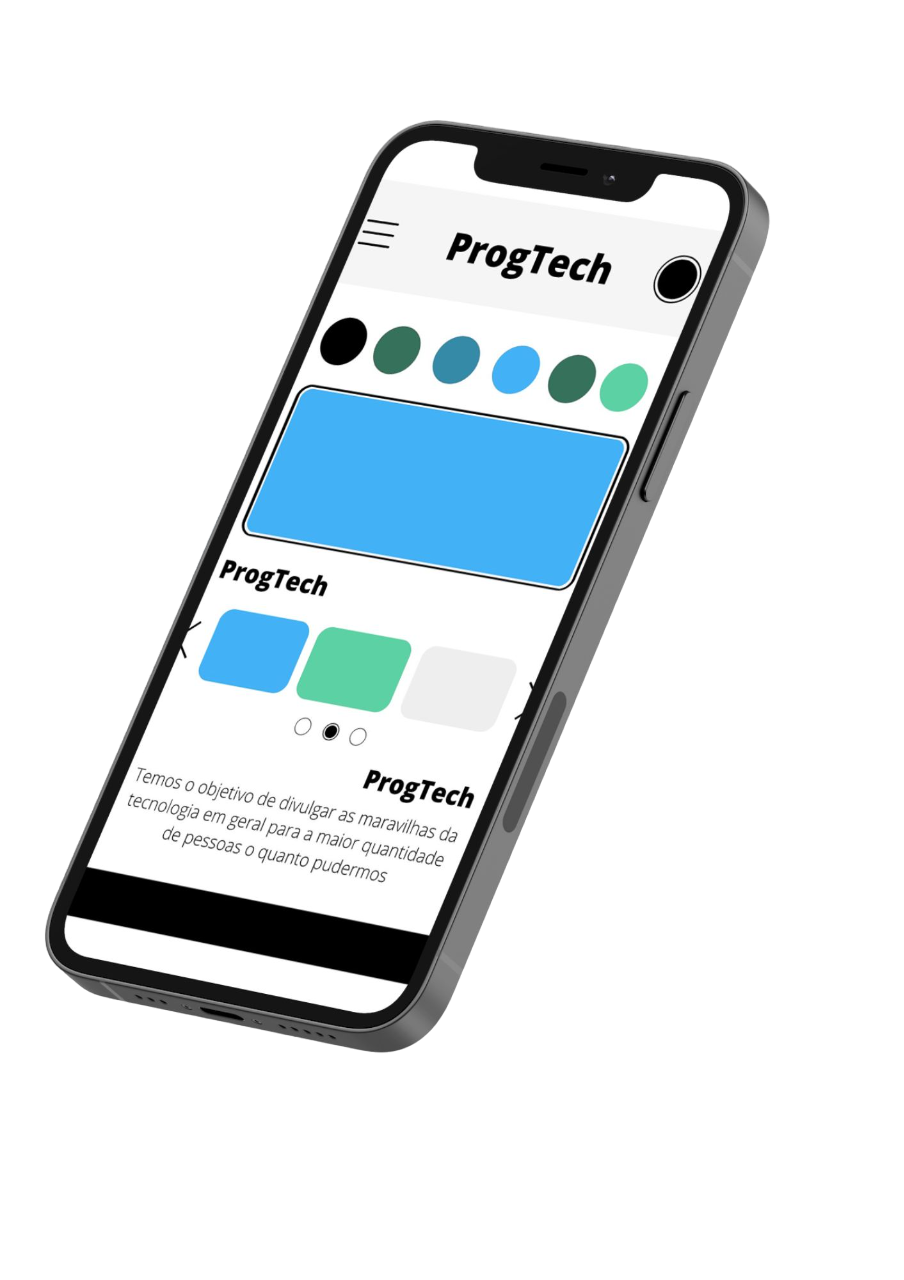 ProgTech
ProgTech
ProgTech
Temos o objetivo de divulgar as maravilhas da
tecnologia em geral para a maior quantidade
de pessoas o quanto pudermos